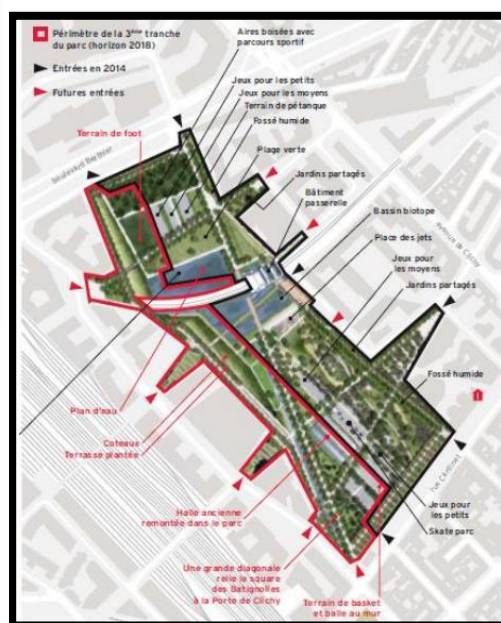 Périmètre de la 3ème tranche
du parc (horizon 2018)
Entrées en 2014
Futures entrées
Aires boisées avec
parcours sportif
Jeux pour les petits
Jeux pour les moyens
Terrain de pétanque
Fossé humide
Plage verte
Jardins partagés
Bâtiment
passerelle
Bassin biotope
Place des jets
Jeux pour
les moyens
Jardins partagés
Fossé humide
Jeux pour
les petits
Skate parc
Terrain de foot
boulevard Berthier
avenue de Clichy
rue Cardinet
Plan d'eau
Coteaux
Terrasse plantée
Halle ancienne
remontée dans le parc
Une grande diagonale
relie le square
des Batignolles
à la Porte de Clichy
Terrain de basket
et balle au mur